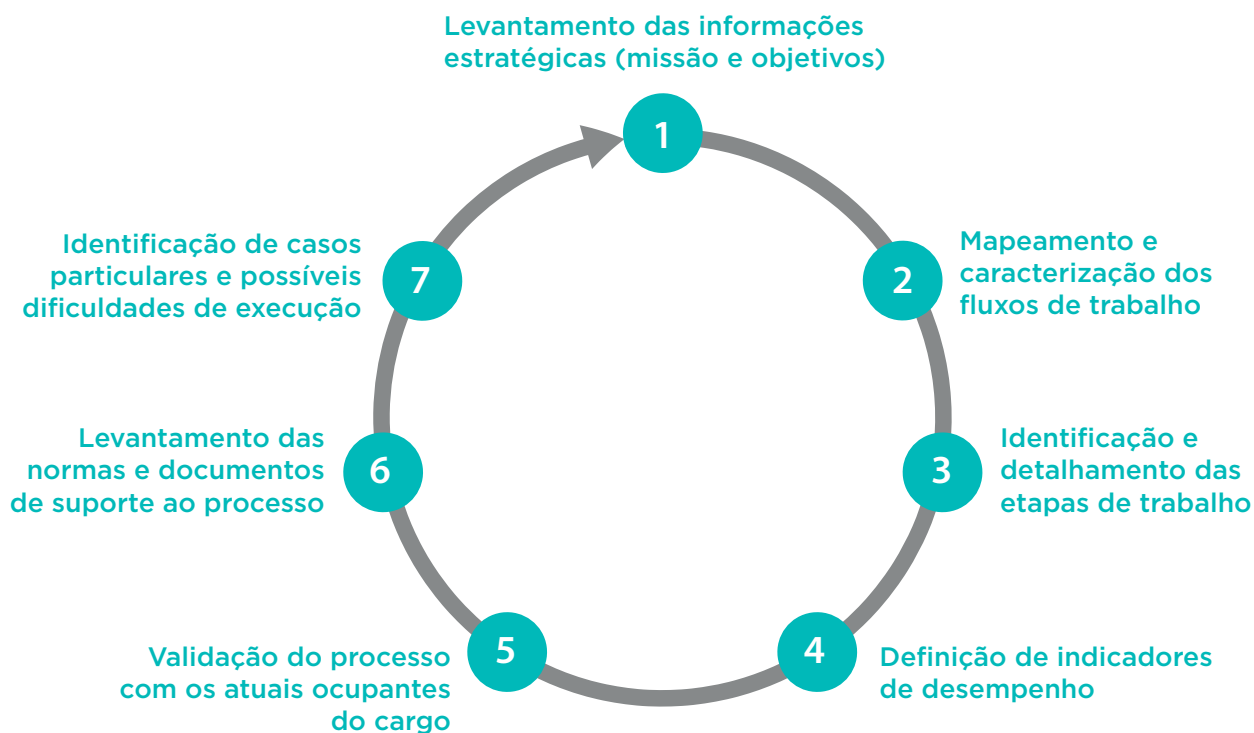 Levantamento das informações
estratégicas (missão e objetivos)
1
Mapeamento e
caracterização dos
fluxos de trabalho
2
Identificação e
detalhamento das
etapas de trabalho
3
Definição de indicadores
de desempenho
4
Validação do processo
com os atuais ocupantes
do cargo
5
Levantamento das
normas e documentos
de suporte ao processo
6
Identificação de casos
particulares e possíveis
dificuldades de execução
7